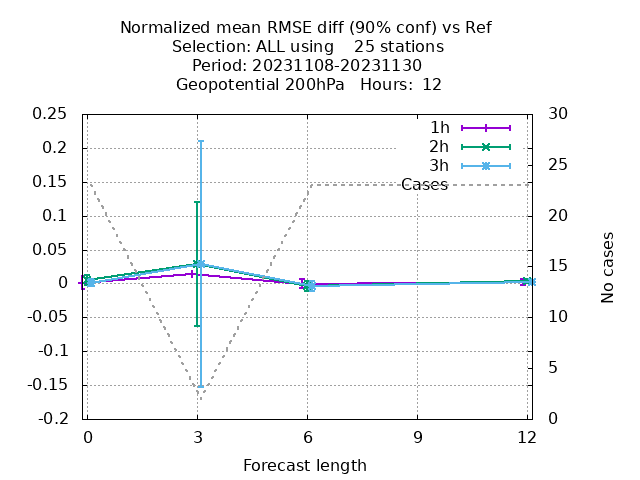 Normalized mean RMSE diff (90% conf) vs Ref
Selection: ALL using    25 stations
Period: 20231108-20231130
Geopotential 200hPa   Hours:  12
0.25
0.2
0.15
0.1
0.05
0
-0.05
-0.1
-0.15
-0.2
1h
2h
3h
Cases
30
25
20
15
10
5
0
No cases
0
3
6
9
12
Forecast length